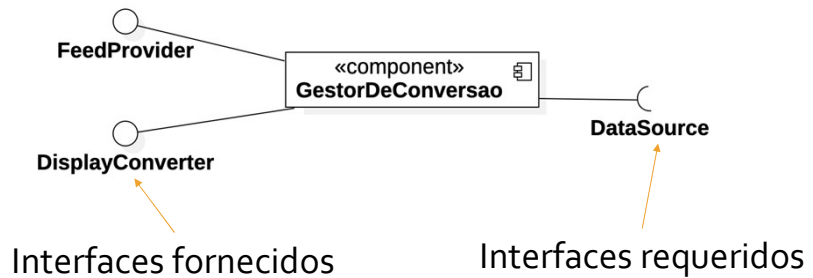 FeedProvider
«component»
GestorDeConversao
DataSource
DisplayConverter
Interfaces fornecidos
Interfaces requeridos